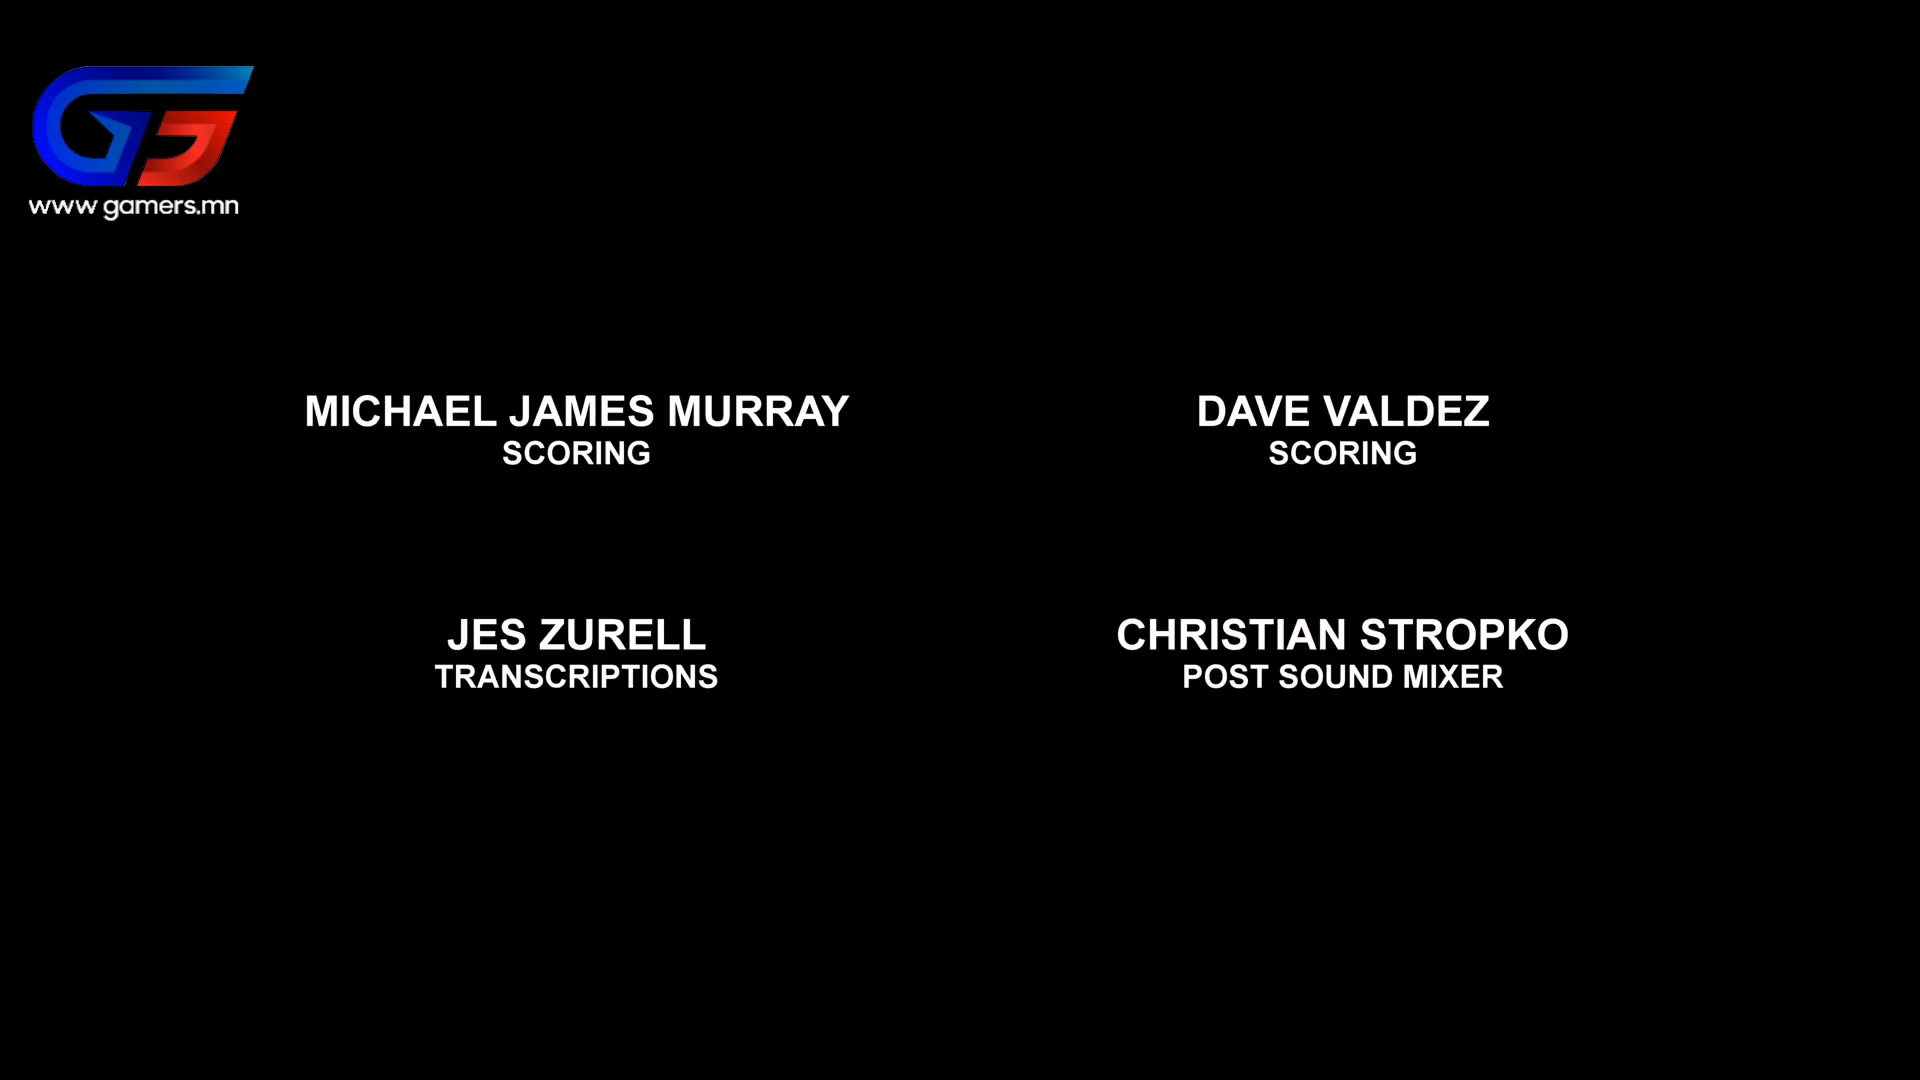 www gamers.mn
MICHAEL JAMES MURRAY
SCORING
DAVE VALDEZ
SCORING
JES ZURELL
TRANSCRIPTIONS
CHRISTIAN STROPKO
POST SOUND MIXER